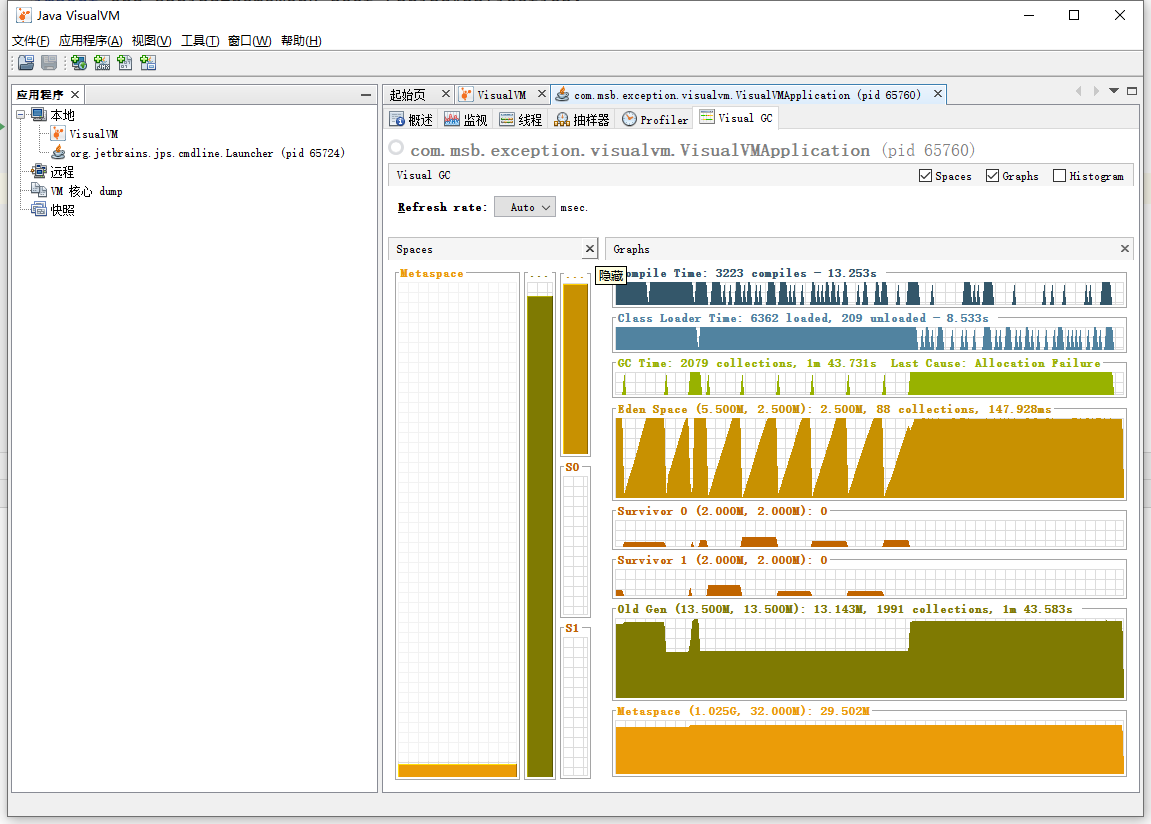 Java VisualVM
文件(F) 应用程序(A) 视图(V) 工具(T) 窗口(W) 帮助(H)
应用程序
本地
VisualVM
org.jetbrains.jps.cmdline.Launcher (pid 65724)
远程
VM 核心 dump
快照
起始页 VisualVM com.msb.exception.visualvm.VisualVMApplication (pid 65760)
概述 监视 线程 抽样器 Profiler Visual GC
com.msb.exception.visualvm.VisualVMApplication (pid 65760)
Visual GC Spaces Graphs Histogram
Refresh rate: Auto msec.
Spaces
Metaspace
...
...
S0
S1
隐藏
Graphs
ompile Time: 3223 compiles - 13.253s
Class Loader Time: 6362 loaded, 209 unloaded - 8.533s
GC Time: 2079 collections, 1m 43.731s Last Cause: Allocation Failure
Eden Space (5.500M, 2.500M): 2.500M, 88 collections, 147.928ms
Survivor 0 (2.000M, 2.000M): 0
Survivor 1 (2.000M, 2.000M): 0
Old Gen (13.500M, 13.500M): 13.143M, 1991 collections, 1m 43.583s
Metaspace (1.025G, 32.000M): 29.502M